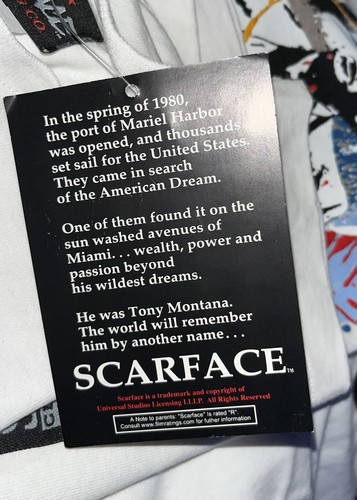 G CO.
In the spring of 1980,
the port of Mariel Harbor
was opened, and thousands
set sail for the United States.
They came in search
of the American Dream.
One of them found it on the
sun washed avenues of
Miami. . . wealth, power and
passion beyond
his wildest dreams.
He was Tony Montana.
The world will remember
him by another name . . .
SCARFACE™
Scarface is a trademark and copyright of
Universal Studios Licensing L.L.L.P. All Rights Reserved
A Note to parents: "Scarface" is rated "R".
Consult www.filmratings.com for futher information